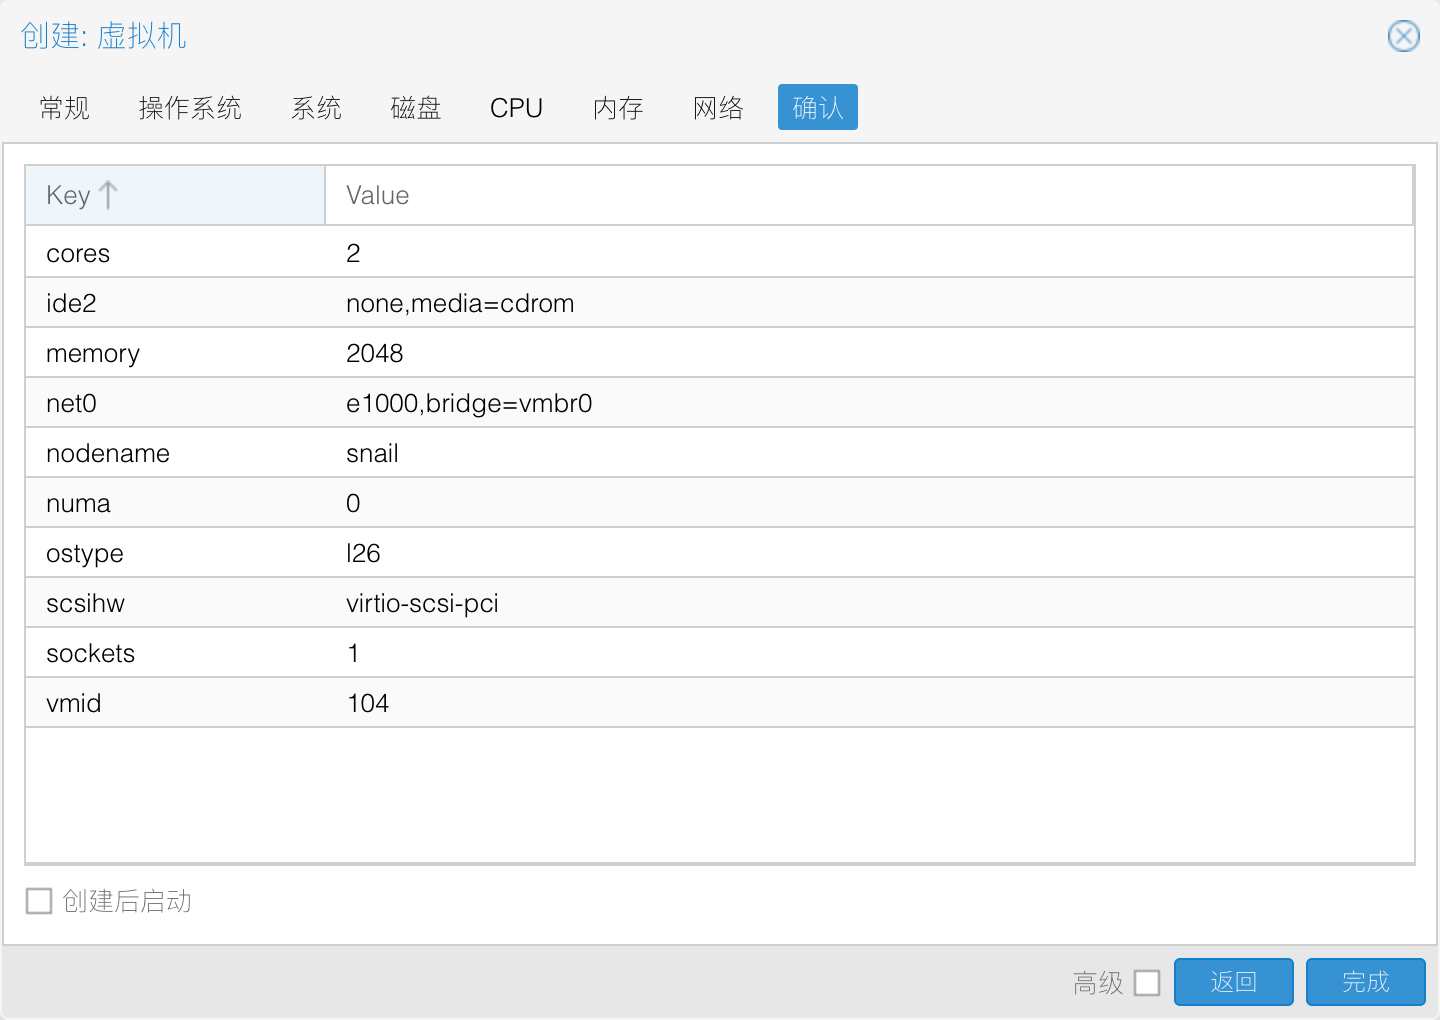 创建: 虚拟机
常规 操作系统 系统 磁盘 CPU 内存 网络 确认
Key Value
cores 2
ide2 none,media=cdrom
memory 2048
net0 e1000,bridge=vmbr0
nodename snail
numa 0
ostype l26
scsihw virtio-scsi-pci
sockets 1
vmid 104
创建后启动
高级 返回 完成